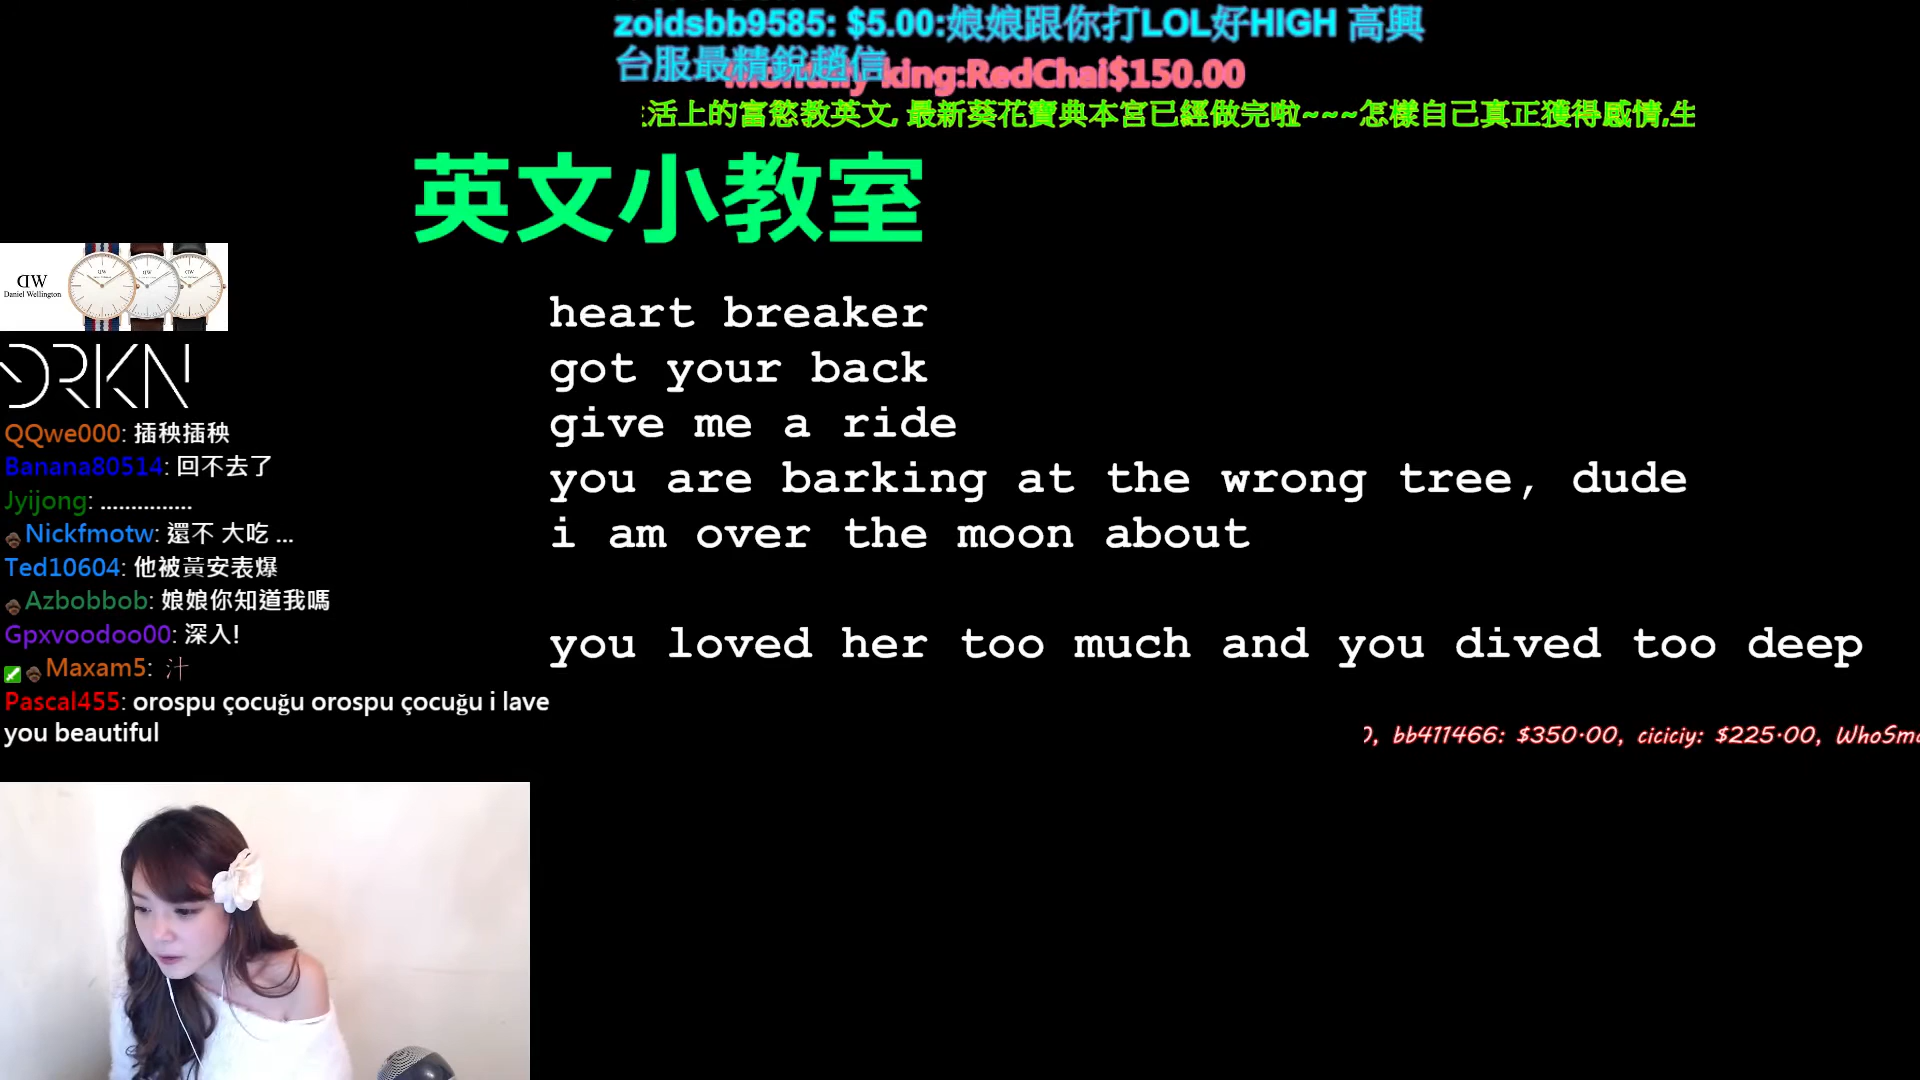 zoidsbb9585: $5.00:娘娘跟你打LOL好HIGH 高興
台服最精銳趙信
king:RedChai$150.00
活上的富慾教英文, 最新葵花寶典本宮已經做完啦~~~怎樣自己真正獲得感情,生
英文小教室
DW
Daniel Wellington
DRKN
heart breaker
got your back
give me a ride
you are barking at the wrong tree, dude
i am over the moon about
you loved her too much and you dived too deep
QQwe000: 插秧插秧
Banana80514: 回不去了
Jyijong: ...............
Nickfmotw: 還不 大吃 ...
Ted10604: 他被黃安表爆
Azbobbob: 娘娘你知道我嗎
Gpxvoodoo00: 深入!
Maxam5: 汁
Pascal455: orospu çocuğu orospu çocuğu i lave
you beautiful
), bb411466: $350.00, ciciciy: $225.00, WhoSm